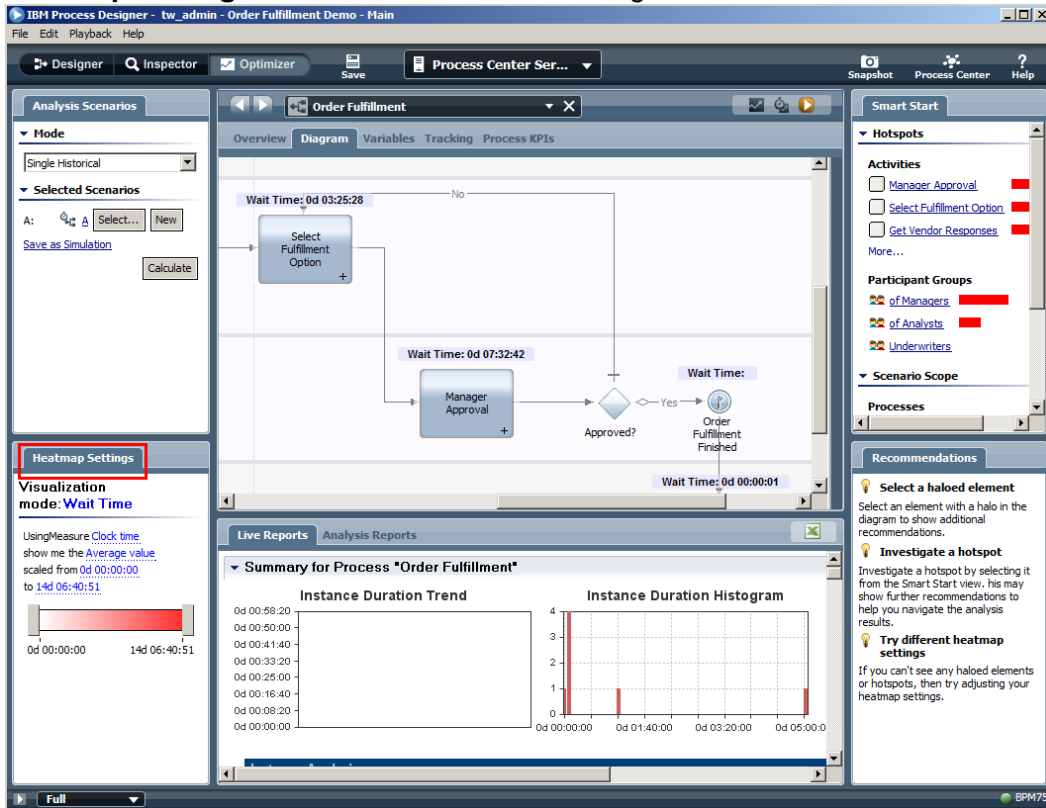 IBM Process Designer - tw_admin - Order Fulfillment Demo - Main
File Edit Playback Help
Designer Inspector Optimizer Save Process Center Ser... Snapshot Process Center Help
Analysis Scenarios
Mode
Single Historical
Selected Scenarios
A: A Select... New
Save as Simulation
Calculate
Heatmap Settings
Visualization
mode: Wait Time
UsingMeasure Clock time
show me the Average value
scaled from 0d 00:00:00
to 14d 06:40:51
0d 00:00:00 14d 06:40:51
Order Fulfillment
Overview Diagram Variables Tracking Process KPIs
Wait Time: 0d 03:25:28
No
Select
Fulfillment
Option
+
Wait Time: 0d 07:32:42
Manager
Approval
+
Approved?
Yes
Wait Time:
Order
Fulfillment
Finished
Wait Time: 0d 00:00:01
Live Reports Analysis Reports
Summary for Process "Order Fulfillment"
Instance Duration Trend
0d 00:58:20
0d 00:50:00
0d 00:41:40
0d 00:33:20
0d 00:25:00
0d 00:16:40
0d 00:08:20
0d 00:00:00
Instance Duration Histogram
4
3
2
1
0
0d 00:00:00 0d 01:40:00 0d 03:20:00 0d 05:00:0
Smart Start
Hotspots
Activities
Manager Approval
Select Fulfillment Option
Get Vendor Responses
More...
Participant Groups
of Managers
of Analysts
Underwriters
Scenario Scope
Processes
Recommendations
Select a haloed element
Select an element with a halo in the
diagram to show additional
recommendations.
Investigate a hotspot
Investigate a hotspot by selecting it
from the Smart Start view. his may
show further recommendations to
help you navigate the analysis
results.
Try different heatmap
settings
If you can't see any haloed elements
or hotspots, then try adjusting your
heatmap settings.
Full
BPM75